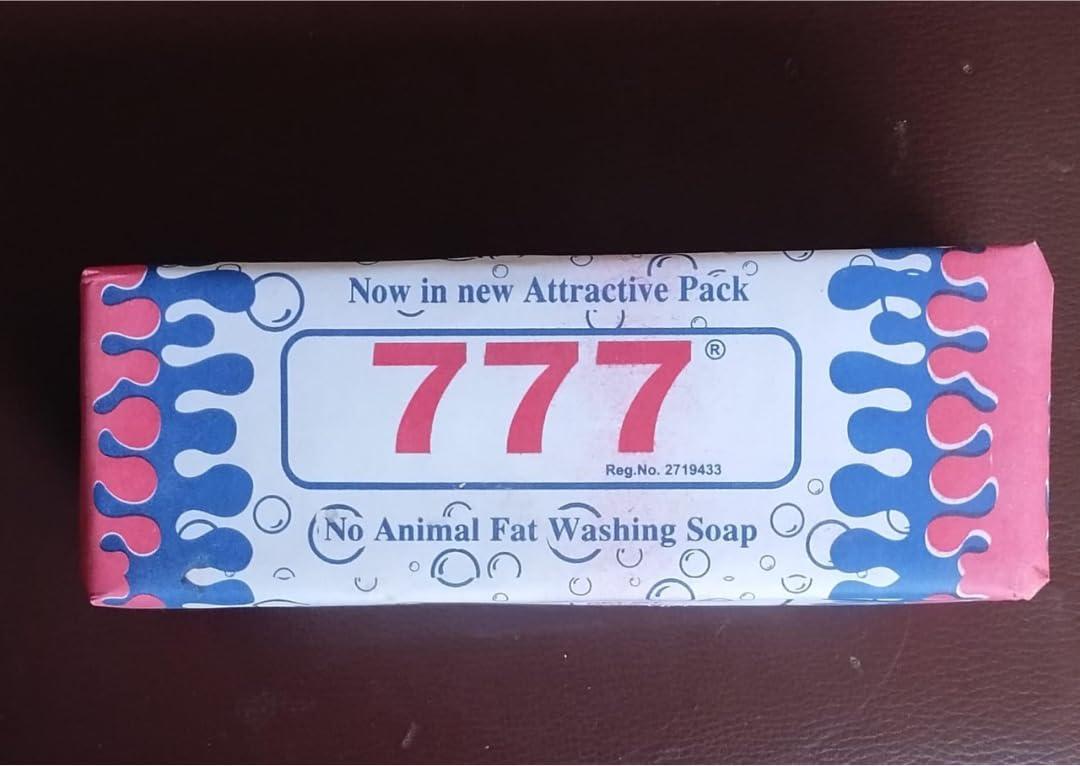 Now in new Attractive Pack
777®
Reg.No. 2719433
No Animal Fat Washing Soap